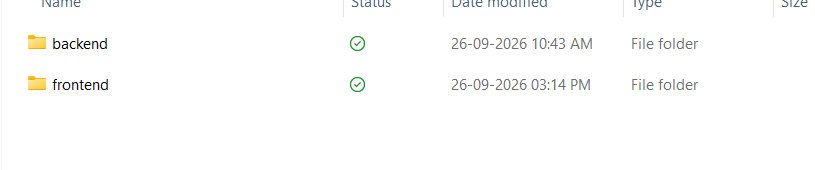 Name Status Date modified Type Size
backend 26-09-2026 10:43 AM File folder
frontend 26-09-2026 03:14 PM File folder